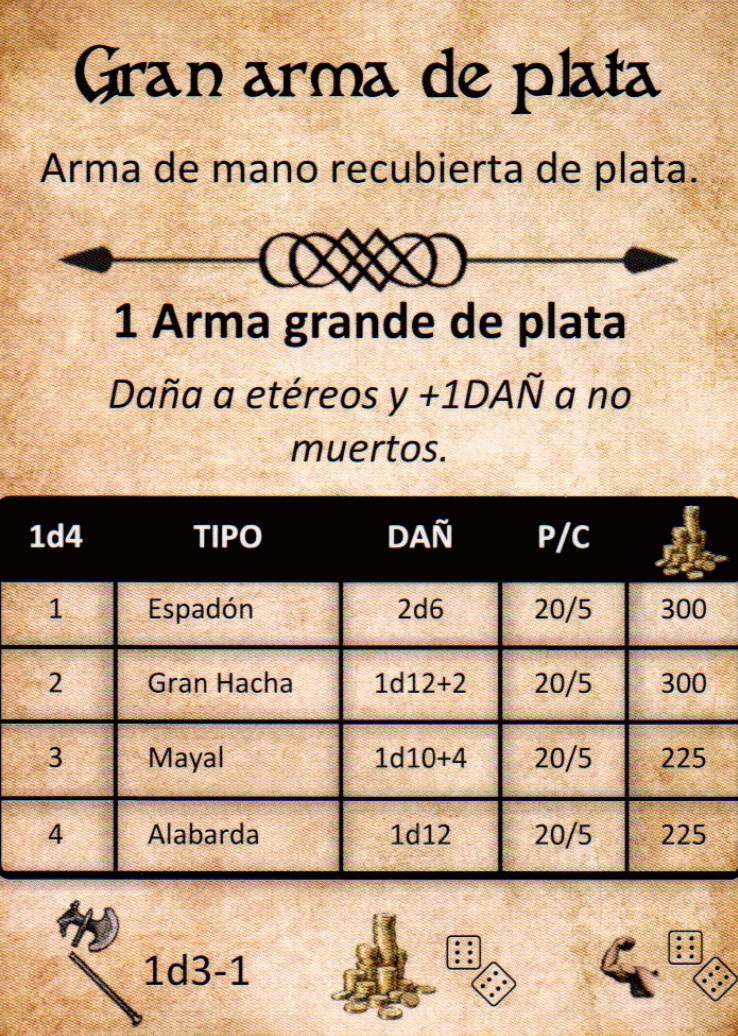 Gran arma de plata
Arma de mano recubierta de plata.
1 Arma grande de plata
Daña a etéreos y +1DAÑ a no
muertos.
1d4 TIPO DAÑ P/C
1 Espadón 2d6 20/5 300
2 Gran Hacha 1d12+2 20/5 300
3 Mayal 1d10+4 20/5 225
4 Alabarda 1d12 20/5 225
1d3-1